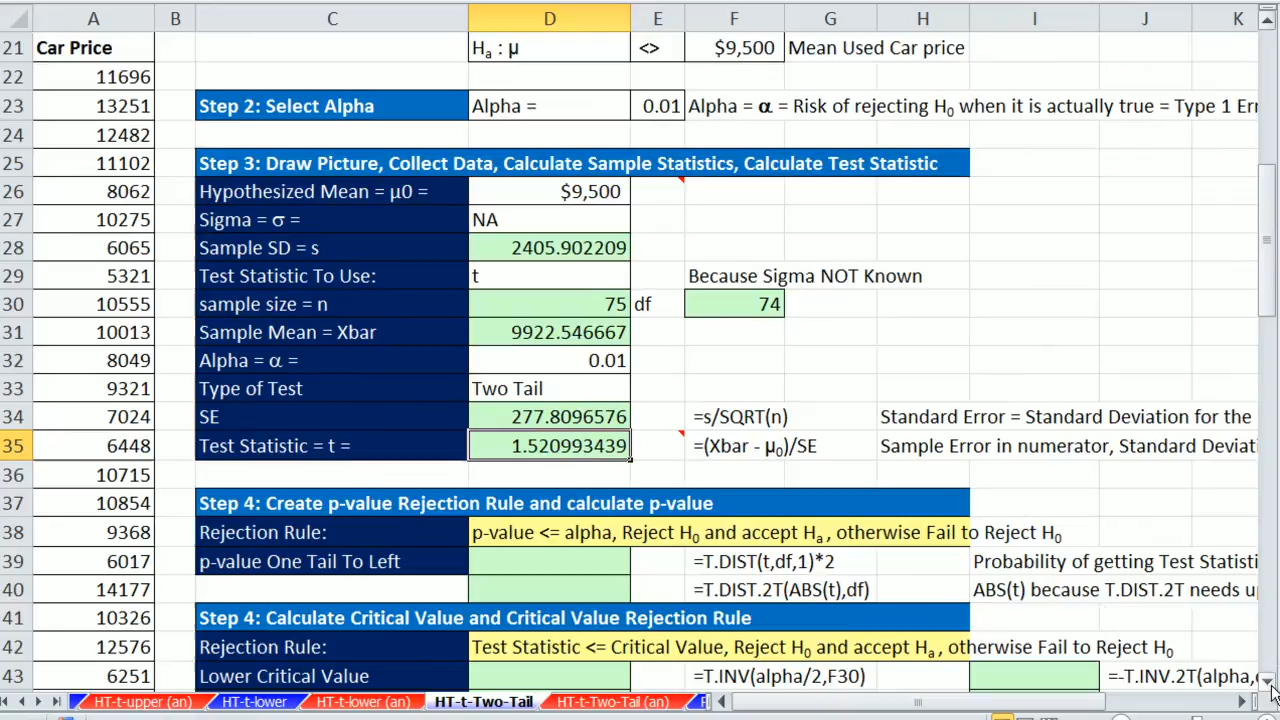 A B C D E F G H I J K
21 Car Price Hₐ : µ <> $9,500 Mean Used Car price
22 11696
23 13251 Step 2: Select Alpha Alpha = 0.01 Alpha = α = Risk of rejecting H₀ when it is actually true = Type 1 Err
24 12482
25 11102 Step 3: Draw Picture, Collect Data, Calculate Sample Statistics, Calculate Test Statistic
26 8062 Hypothesized Mean = µ0 = $9,500
27 10275 Sigma = σ = NA
28 6065 Sample SD = s 2405.902209
29 5321 Test Statistic To Use: t Because Sigma NOT Known
30 10555 sample size = n 75 df 74
31 10013 Sample Mean = Xbar 9922.546667
32 8049 Alpha = α = 0.01
33 9321 Type of Test Two Tail
34 7024 SE 277.8096576 =s/SQRT(n) Standard Error = Standard Deviation for the
35 6448 Test Statistic = t = 1.520993439 =(Xbar - µ₀)/SE Sample Error in numerator, Standard Deviati
36 10715
37 10854 Step 4: Create p-value Rejection Rule and calculate p-value
38 9368 Rejection Rule: p-value <= alpha, Reject H₀ and accept Hₐ , otherwise Fail to Reject H₀
39 6017 p-value One Tail To Left =T.DIST(t,df,1)*2 Probability of getting Test Statisti
40 14177 =T.DIST.2T(ABS(t),df) ABS(t) because T.DIST.2T needs up
41 10326 Step 4: Calculate Critical Value and Critical Value Rejection Rule
42 12576 Rejection Rule: Test Statistic <= Critical Value, Reject H₀ and accept Hₐ , otherwise Fail to Reject H₀
43 6251 Lower Critical Value =T.INV(alpha/2,F30) =-T.INV.2T(alpha,
HT-t-upper (an) HT-t-lower HT-t-lower (an) HT-t-Two-Tail HT-t-Two-Tail (an)